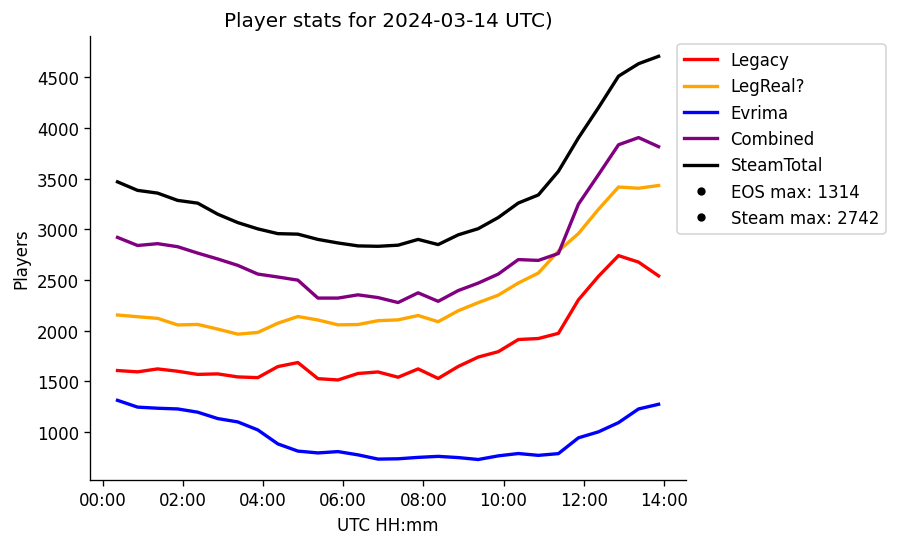 Player stats for 2024-03-14 UTC)
Players
4500
4000
3500
3000
2500
2000
1500
1000
00:00 02:00 04:00 06:00 08:00 10:00 12:00 14:00
UTC HH:mm
Legacy
LegReal?
Evrima
Combined
SteamTotal
EOS max: 1314
Steam max: 2742